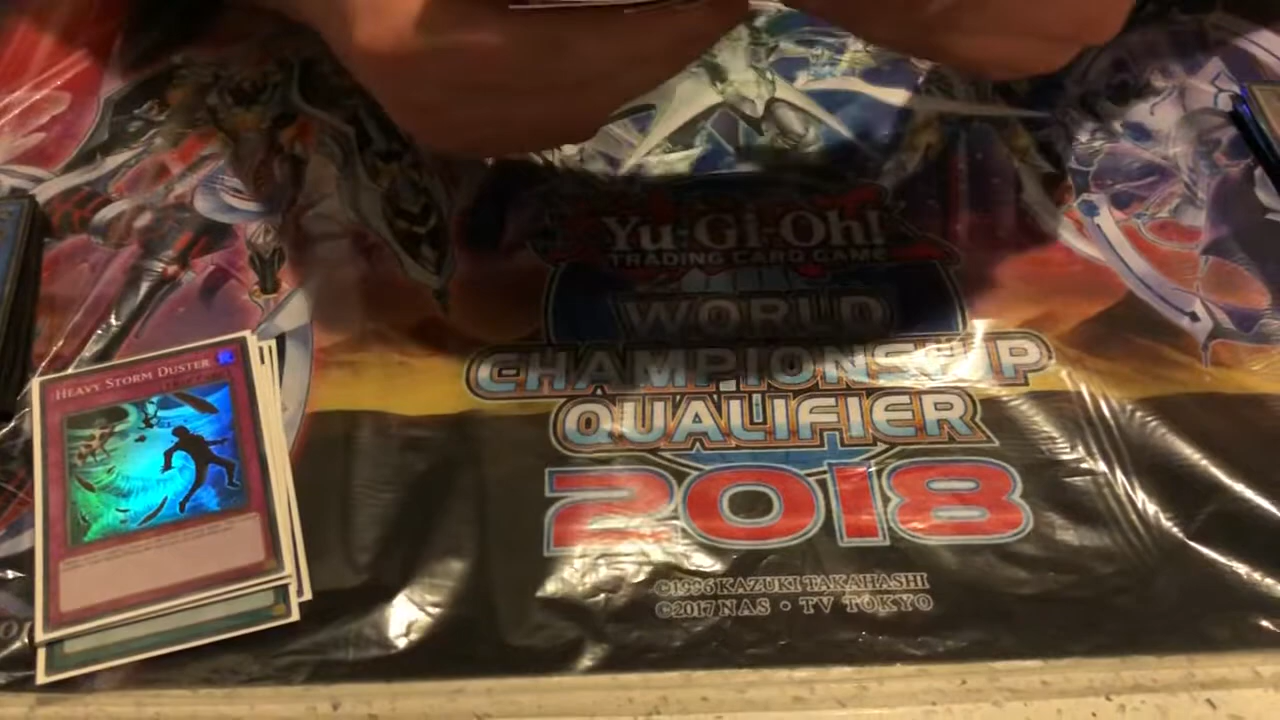 Yu-Gi-Oh!
TRADING CARD GAME
WORLD
CHAMPIONSHIP
QUALIFIER
2018
©1996 KAZUKI TAKAHASHI
©2017 NAS • TV TOKYO
HEAVY STORM DUSTER